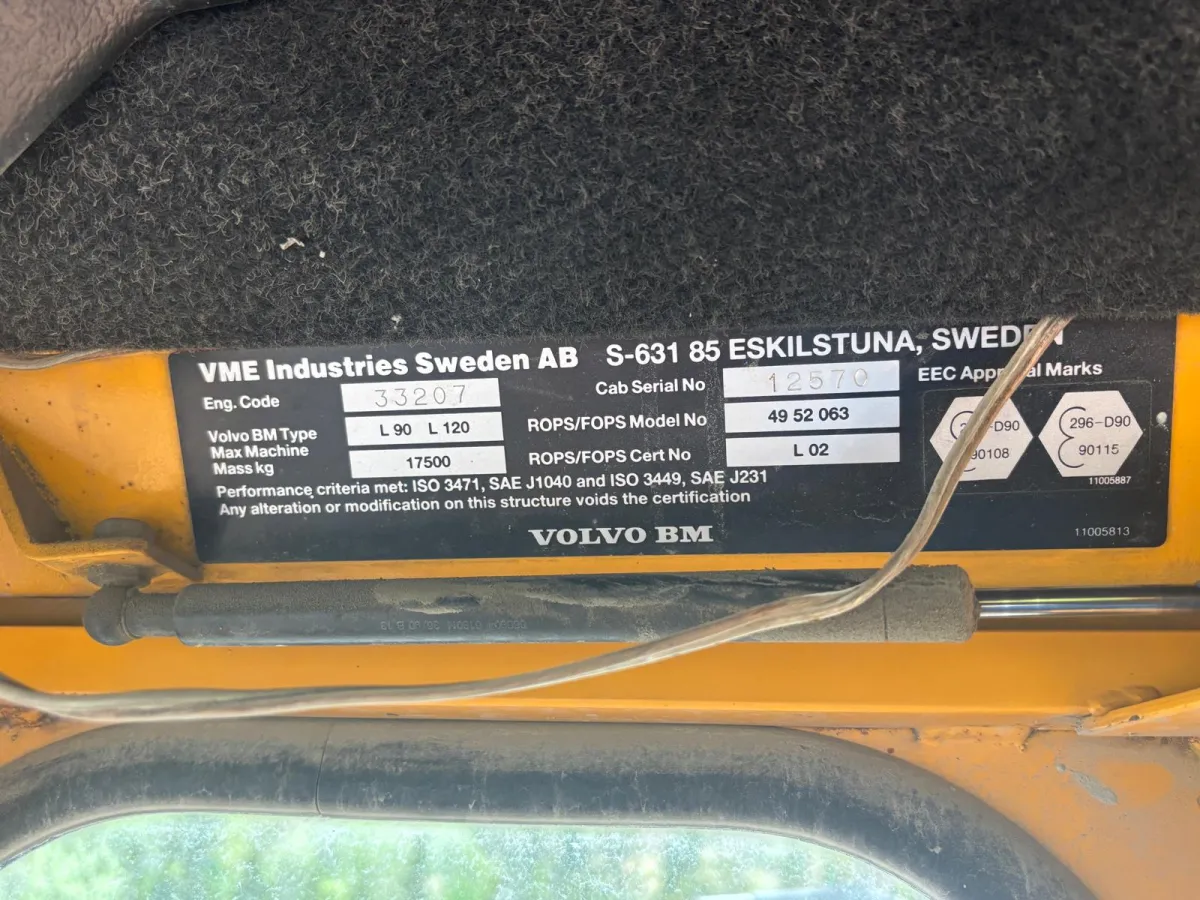 VME Industries Sweden AB S-631 85 ESKILSTUNA, SWEDEN
Eng. Code 33207 Cab Serial No 12570 EEC Approval Marks
Volvo BM Type L 90 L 120 ROPS/FOPS Model No 49 52 063
Max Machine
Mass kg 17500 ROPS/FOPS Cert No L 02
-D90
90108
296-D90
90115
11005887
Performance criteria met: ISO 3471, SAE J1040 and ISO 3449, SAE J231
Any alteration or modification on this structure voids the certification
VOLVO BM
11005813